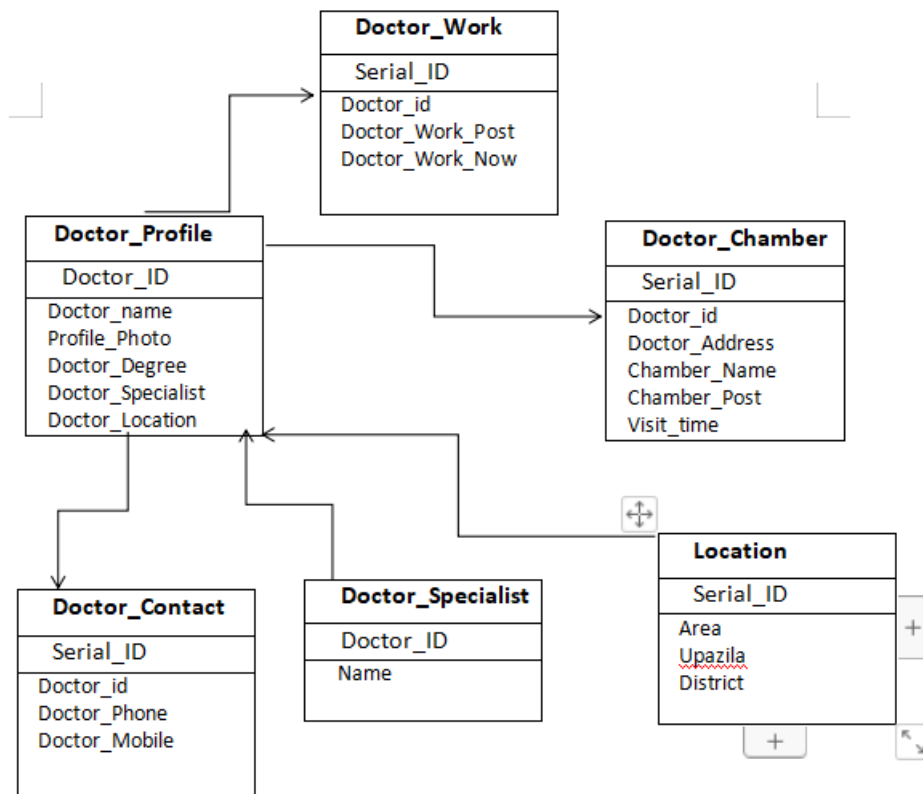 Doctor_Work
Serial_ID
Doctor_id
Doctor_Work_Post
Doctor_Work_Now
Doctor_Profile
Doctor_ID
Doctor_name
Profile_Photo
Doctor_Degree
Doctor_Specialist
Doctor_Location
Doctor_Chamber
Serial_ID
Doctor_id
Doctor_Address
Chamber_Name
Chamber_Post
Visit_time
Doctor_Contact
Serial_ID
Doctor_id
Doctor_Phone
Doctor_Mobile
Doctor_Specialist
Doctor_ID
Name
Location
Serial_ID
Area
Upazila
District